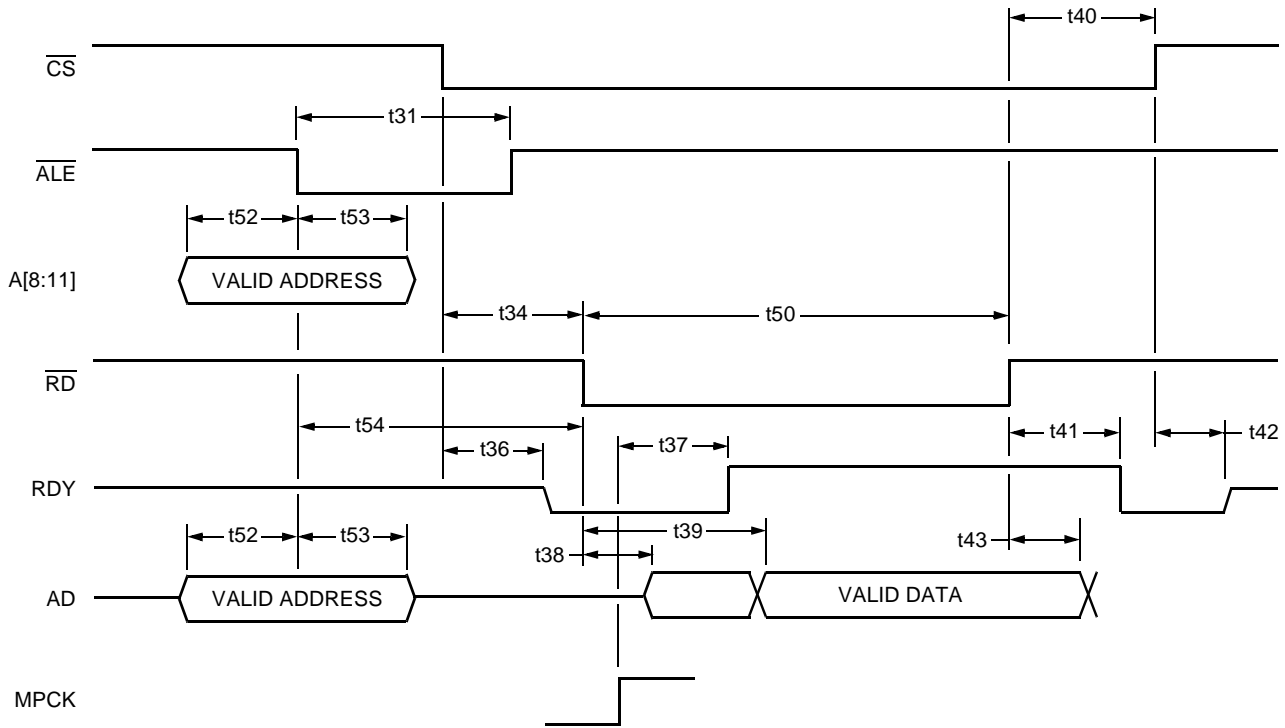 t40
CS
t31
ALE
t52 t53
A[8:11] VALID ADDRESS
t34 t50
RD
t54 t41 t42
t36 t37
RDY
t52 t53 t39 t43
t38
AD VALID ADDRESS VALID DATA
MPCK